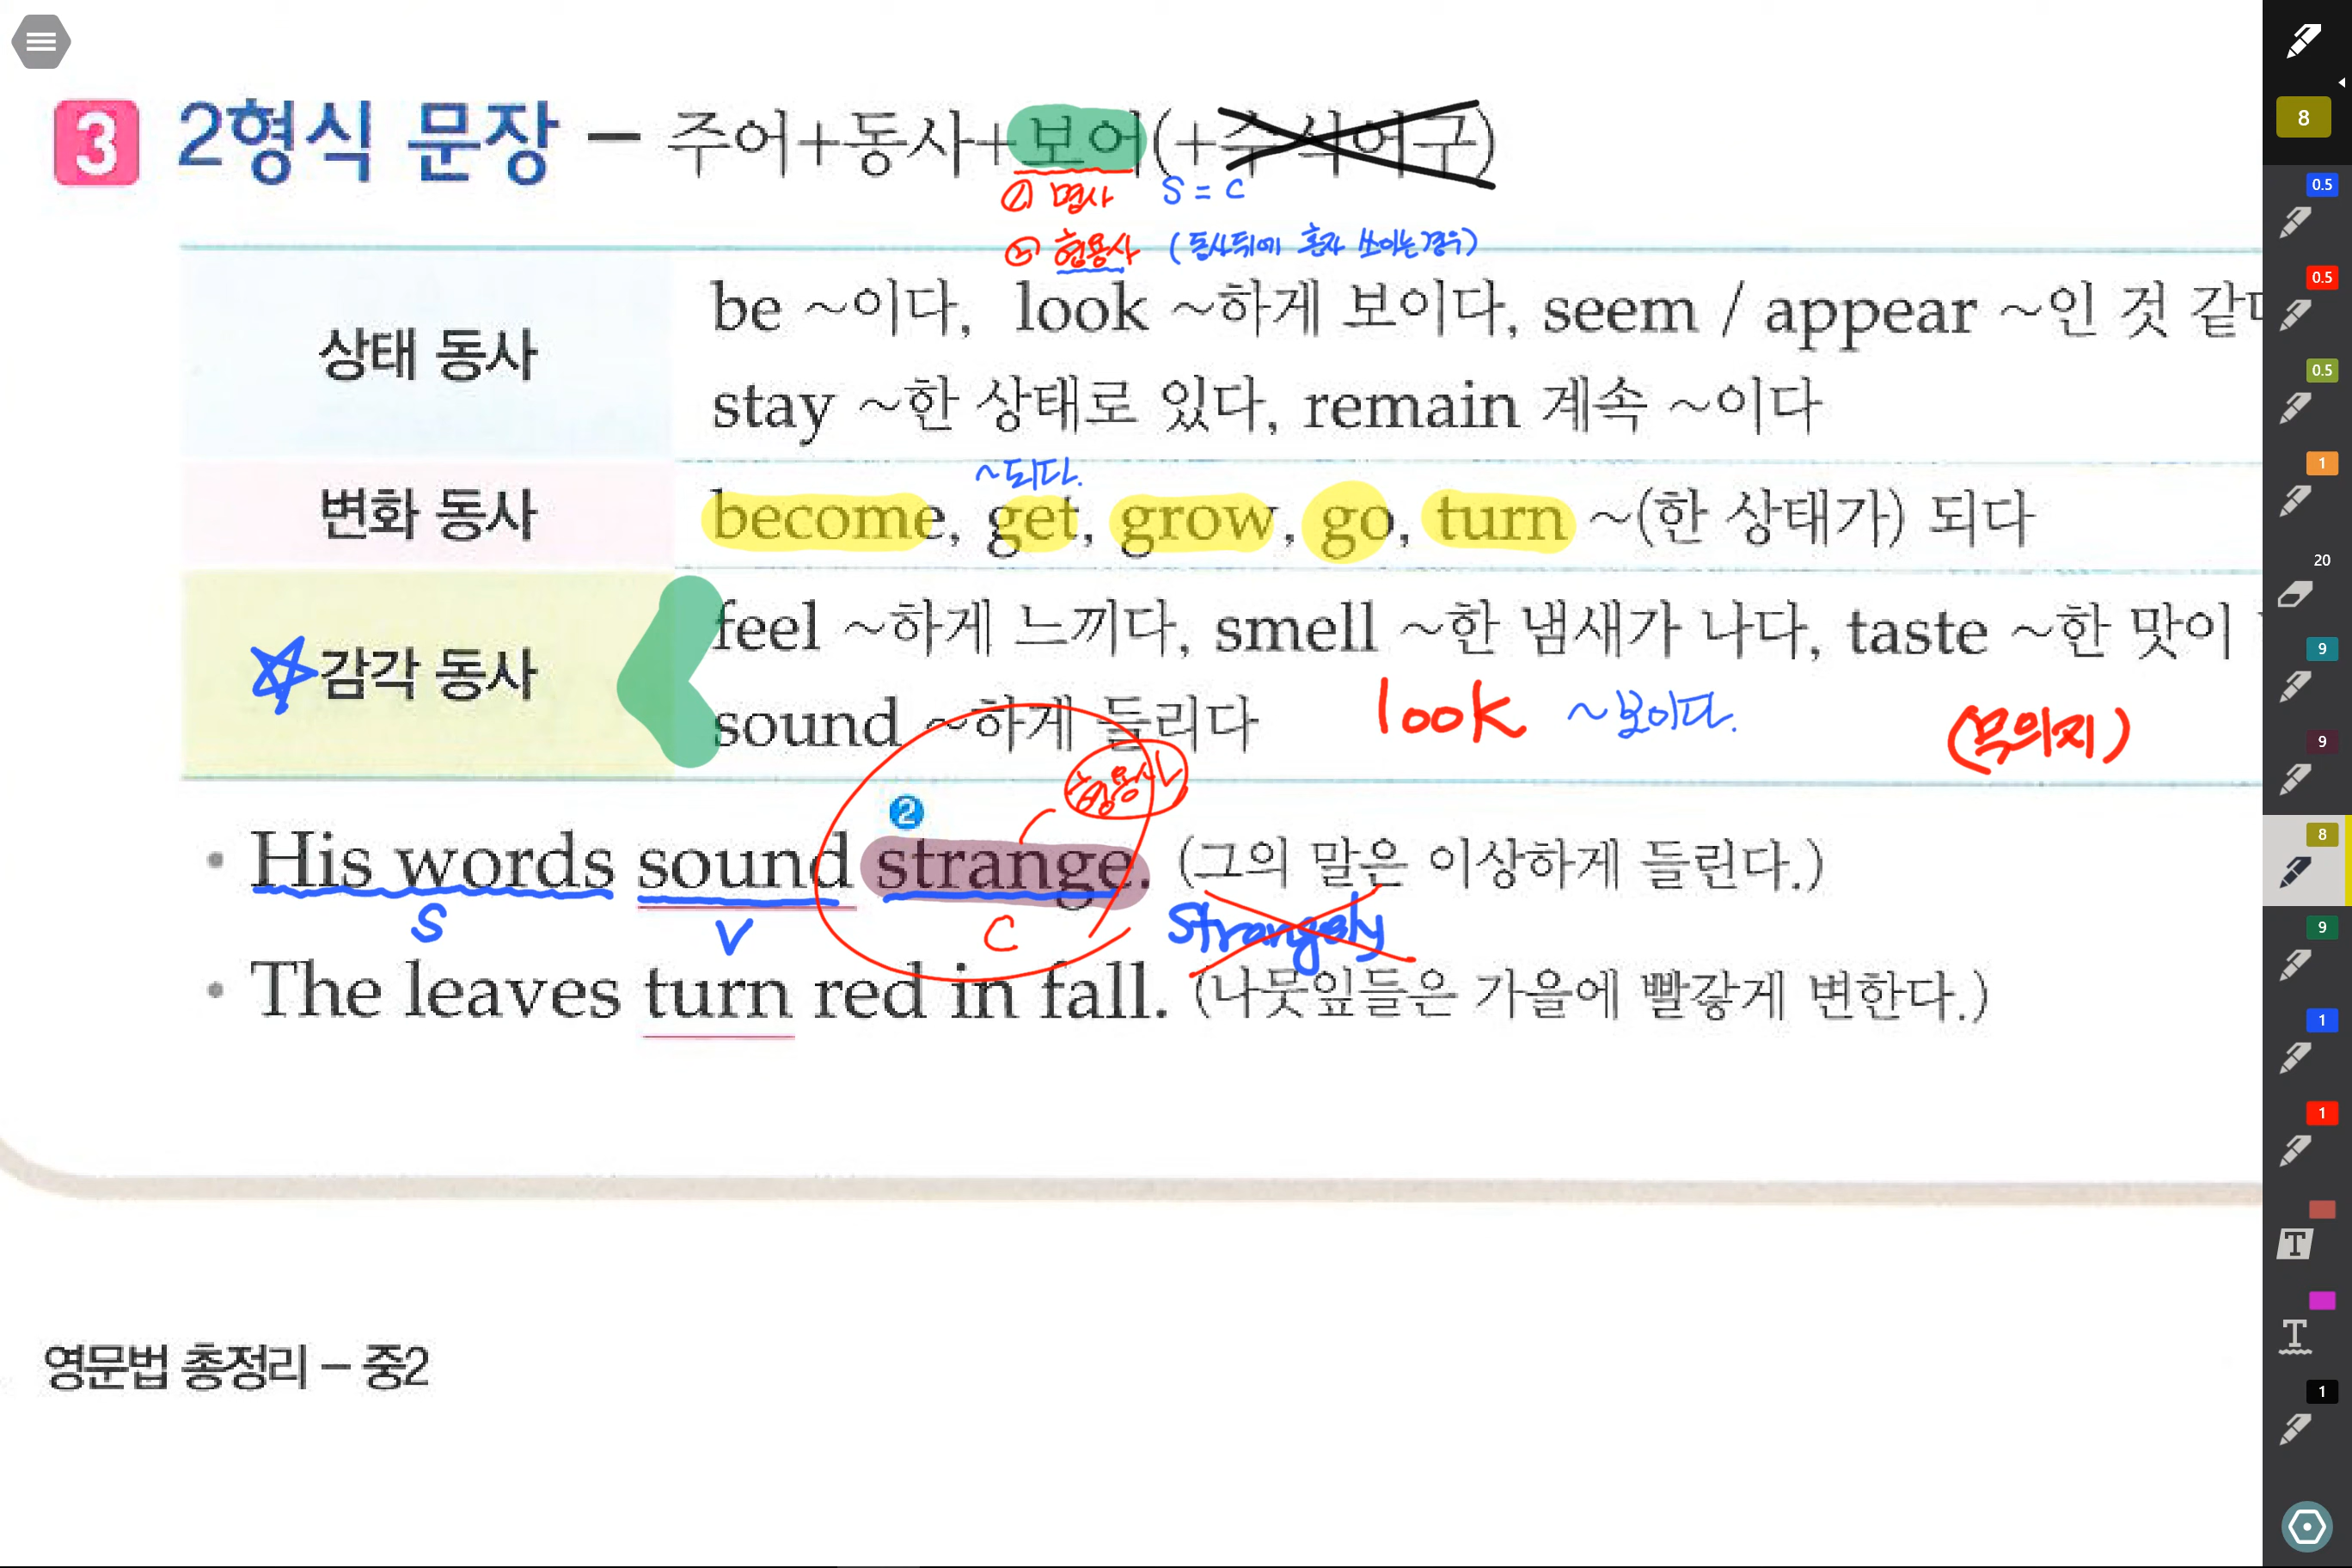 3 2형식 문장 - 주어+동사+보어(+수식어구)
① 명사 S = C
② 형용사 (동사뒤에 혼자 쓰이는경우)
상태 동사
be ~이다, look ~하게 보이다, seem / appear ~인 것 같
stay ~한 상태로 있다, remain 계속 ~이다
~되다.
변화 동사
become, get, grow, go, turn ~(한 상태가) 되다
감각 동사
feel ~하게 느끼다, smell ~한 냄새가 나다, taste ~한 맛이
sound ~하게 들리다 look ~보이다. (무의지)
형용사
2
• His words sound strange. (그의 말은 이상하게 들린다.)
S V C strangely
• The leaves turn red in fall. (나뭇잎들은 가을에 빨갛게 변한다.)
영문법 총정리 – 중2
8
0.5
0.5
0.5
1
20
9
9
8
9
1
1
T
T
1